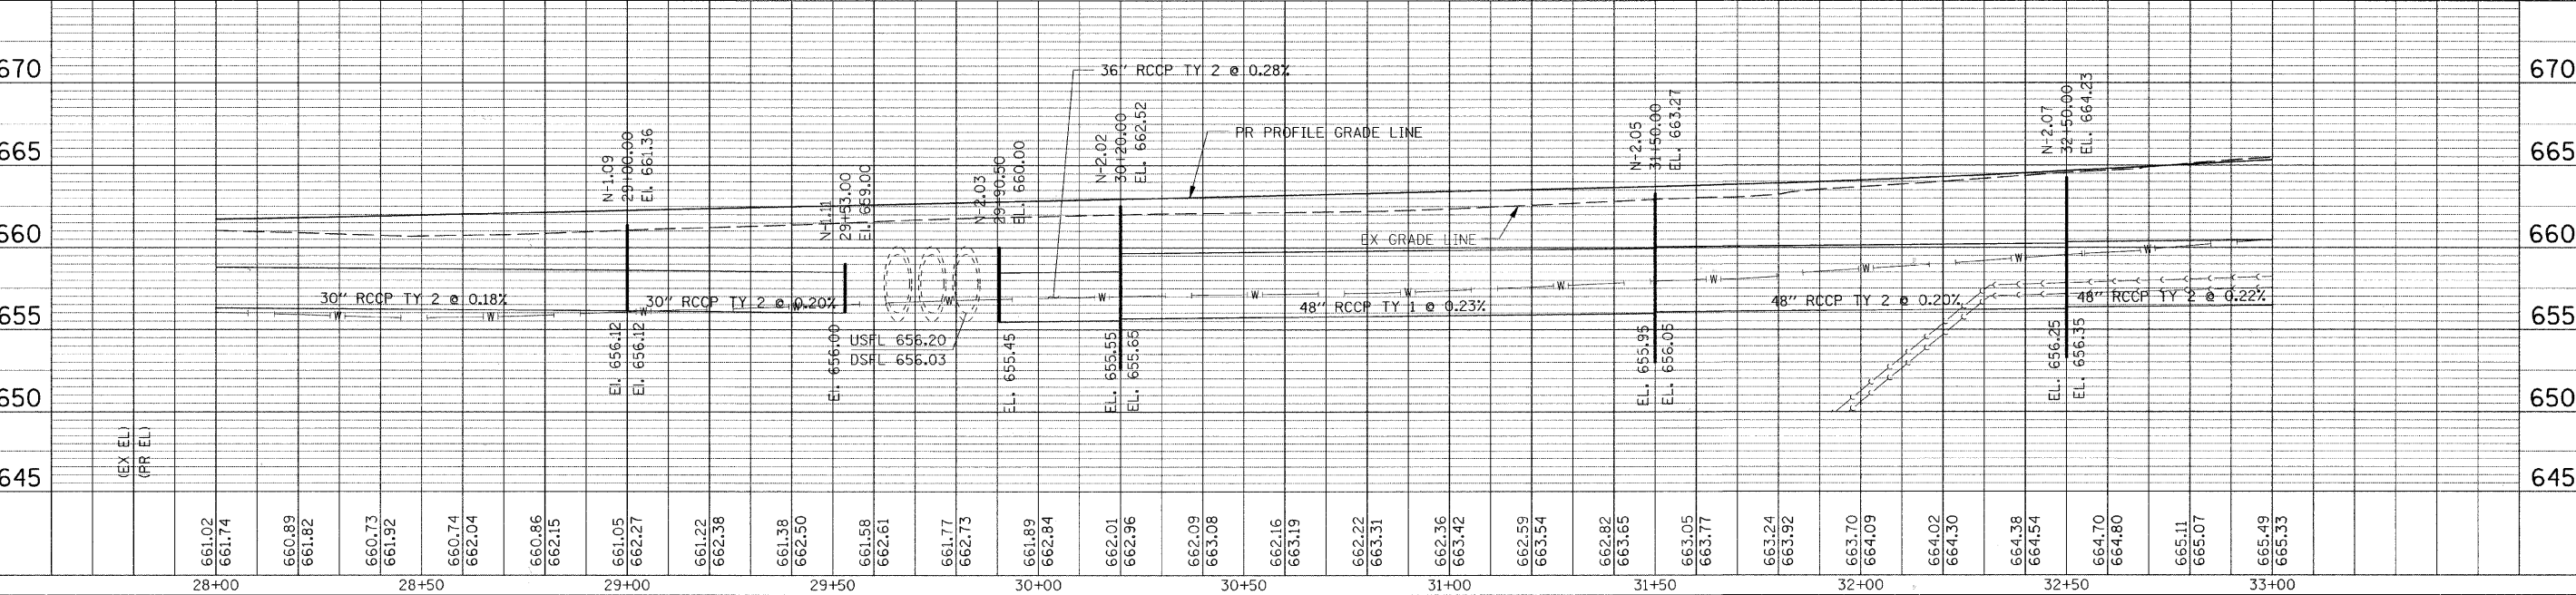 670
665
660
655
650
645
670
665
660
655
650
645
(EX EL)
(PR EL)
36" RCCP TY 2 @ 0.28%
PR PROFILE GRADE LINE
EX GRADE LINE
N-1.09
29+00.00
El. 661.36
N-1.11
29+53.00
El. 659.00
N-2.03
29+90.50
EL. 660.00
N-2.02
30+20.00
EL. 662.52
N-2.05
31+50.00
EL. 663.27
N-2.07
32+50.00
EL. 664.23
30" RCCP TY 2 @ 0.18%
30" RCCP TY 2 @ 0.20%
48" RCCP TY 1 @ 0.23%
48" RCCP TY 2 @ 0.20%
48" RCCP TY 2 @ 0.22%
W W W W W W W W W W W W W W
USFL 656.20
DSFL 656.03
El. 656.12
El. 656.12
El. 656.00
EL. 655.45
EL. 655.55
EL. 655.65
EL. 655.95
EL. 656.05
EL. 656.25
EL. 656.35
661.02
661.74
660.89
661.82
660.73
661.92
660.74
662.04
660.86
662.15
661.05
662.27
661.22
662.38
661.38
662.50
661.58
662.61
661.77
662.73
661.89
662.84
662.01
662.96
662.09
663.08
662.16
663.19
662.22
663.31
662.36
663.42
662.59
663.54
662.82
663.65
663.05
663.77
663.24
663.92
663.70
664.09
664.02
664.30
664.38
664.54
664.70
664.80
665.11
665.07
665.49
665.33
28+00 28+50 29+00 29+50 30+00 30+50 31+00 31+50 32+00 32+50 33+00